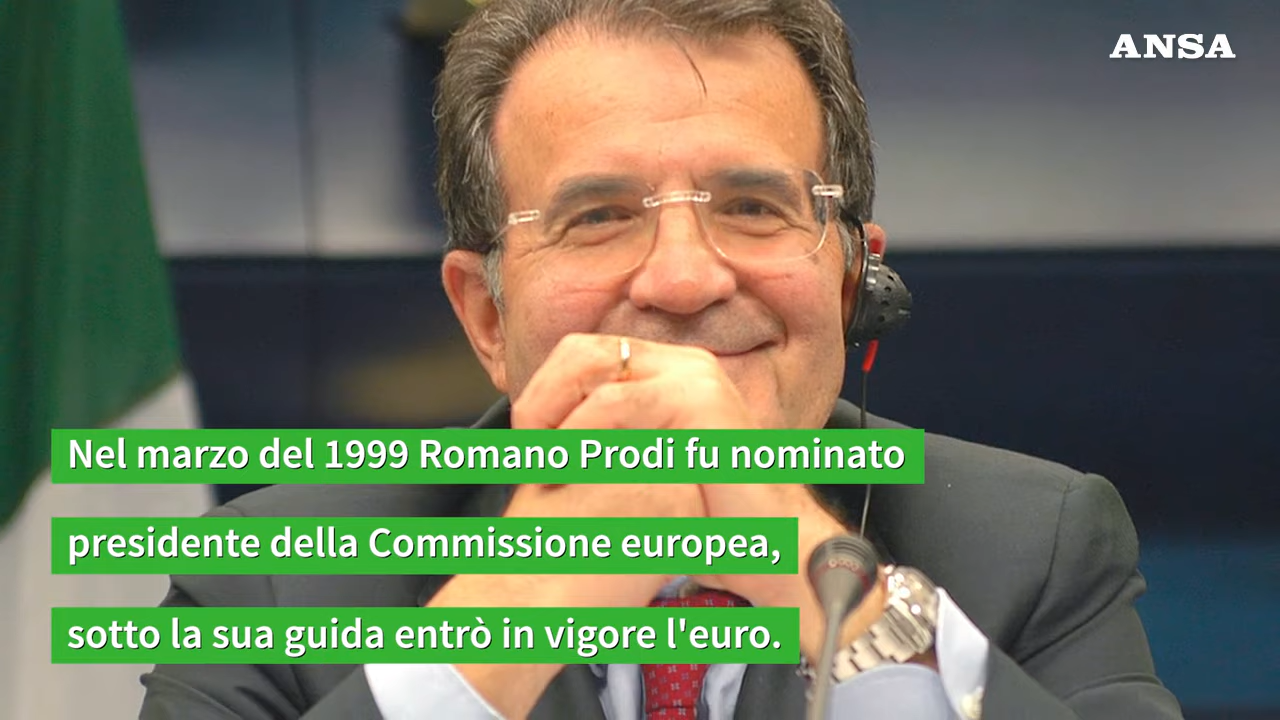 ANSA
Nel marzo del 1999 Romano Prodi fu nominato
presidente della Commissione europea,
sotto la sua guida entrò in vigore l'euro.